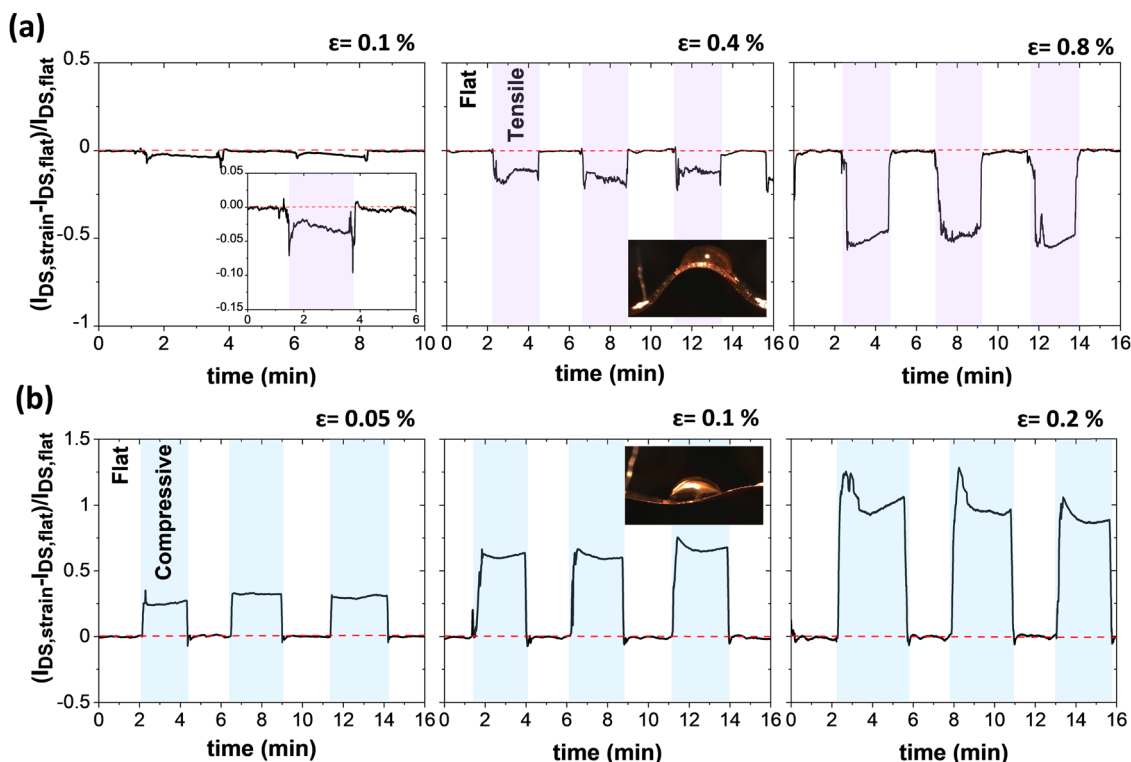 (a)
ε= 0.1 %
ε= 0.4 %
ε= 0.8 %
(IDS,strain-IDS,flat)/IDS,flat
0.5
0
-0.5
-1
0 2 4 6 8 10
time (min)
0.05
0.00
-0.05
-0.10
-0.15
0 2 4 6
Flat
Tensile
0 2 4 6 8 10 12 14 16
time (min)
0 2 4 6 8 10 12 14 16
time (min)
(b)
ε= 0.05 %
ε= 0.1 %
ε= 0.2 %
(IDS,strain-IDS,flat)/IDS,flat
1.5
1
0.5
0
-0.5
Flat
Compressive
0 2 4 6 8 10 12 14 16
time (min)
0 2 4 6 8 10 12 14 16
time (min)
0 2 4 6 8 10 12 14 16
time (min)